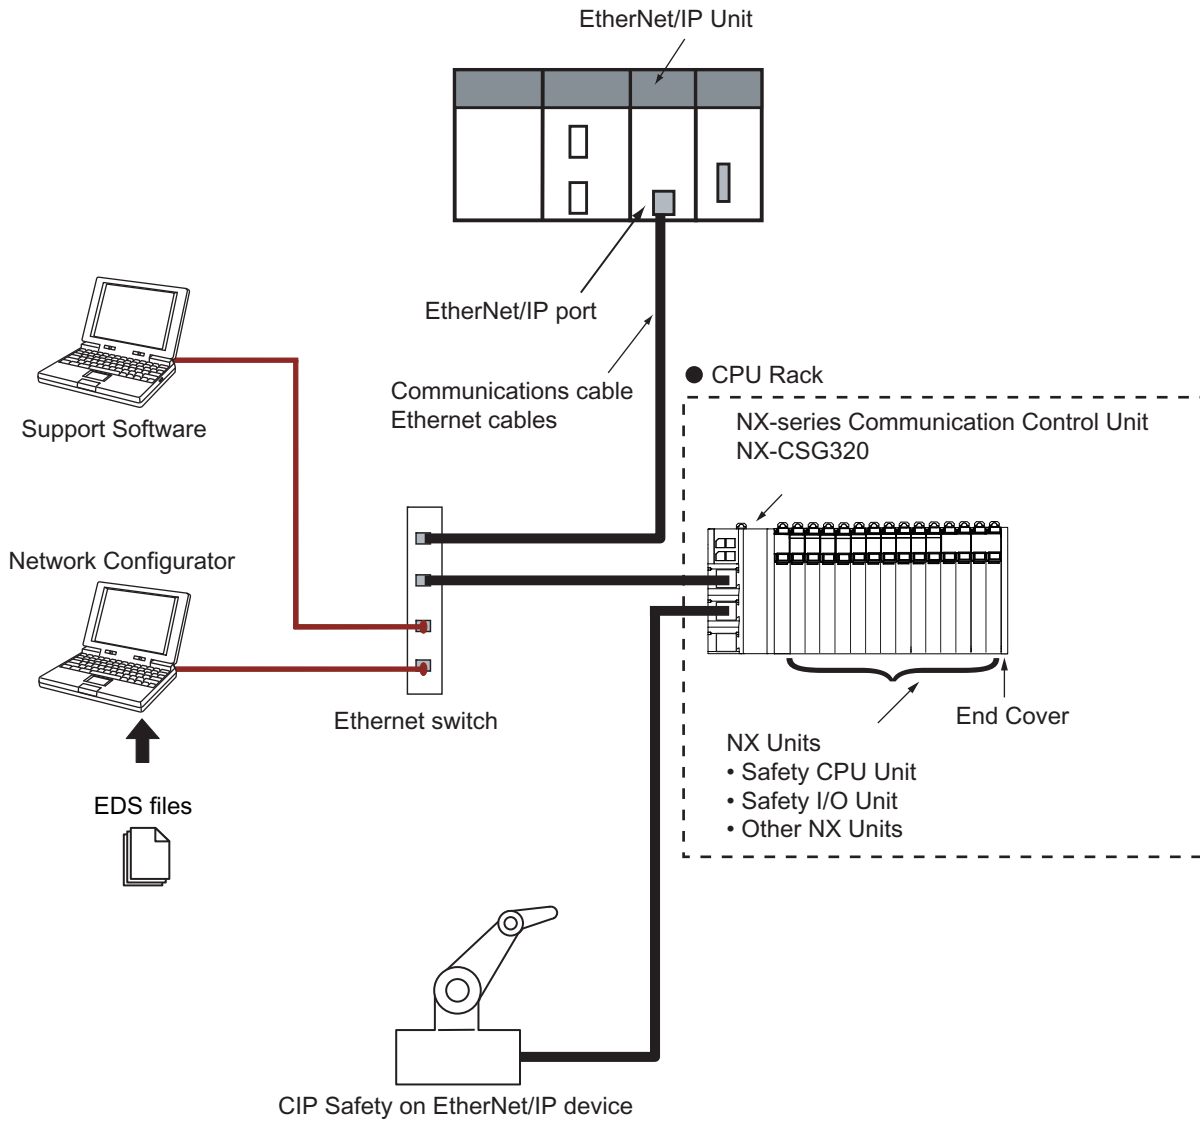 EtherNet/IP Unit
EtherNet/IP port
Communications cable
Ethernet cables
● CPU Rack
NX-series Communication Control Unit
NX-CSG320
Support Software
Network Configurator
Ethernet switch
End Cover
NX Units
• Safety CPU Unit
• Safety I/O Unit
• Other NX Units
EDS files
CIP Safety on EtherNet/IP device